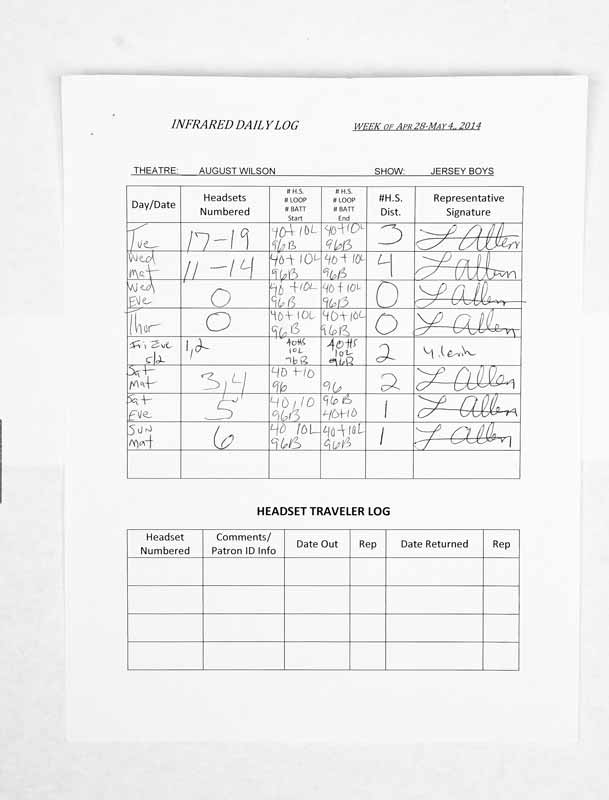 INFRARED DAILY LOG WEEK OF APR 28-MAY 4., 2014
THEATRE: AUGUST WILSON SHOW: JERSEY BOYS
Day/Date Headsets Numbered # H.S. # LOOP # BATT Start # H.S. # LOOP # BATT End #H.S. Dist. Representative Signature
Tue 17-19 40+10L 96B 40+10L 96B 3 L Allen
Wed mat 11-14 40+10L 96B 40+10L 96B 4 L Allen
Wed Eve 0 40+10L 96B 40+10L 96B 0 L Allen
Thur 0 40+10L 96B 40+10L 96B 0 L Allen
Fri Eve 5/2 1,2 40HS 10L 96B 40HS 10L 96B 2
Sat Mat 3,4 40+10 96 96 2 L Allen
Sat Eve 5 40,10 96B 96B 40+10 1 L Allen
SUN mat 6 40 10L 96B 40+10L 96B 1 L Allen
HEADSET TRAVELER LOG
Headset Numbered Comments/ Patron ID Info Date Out Rep Date Returned Rep